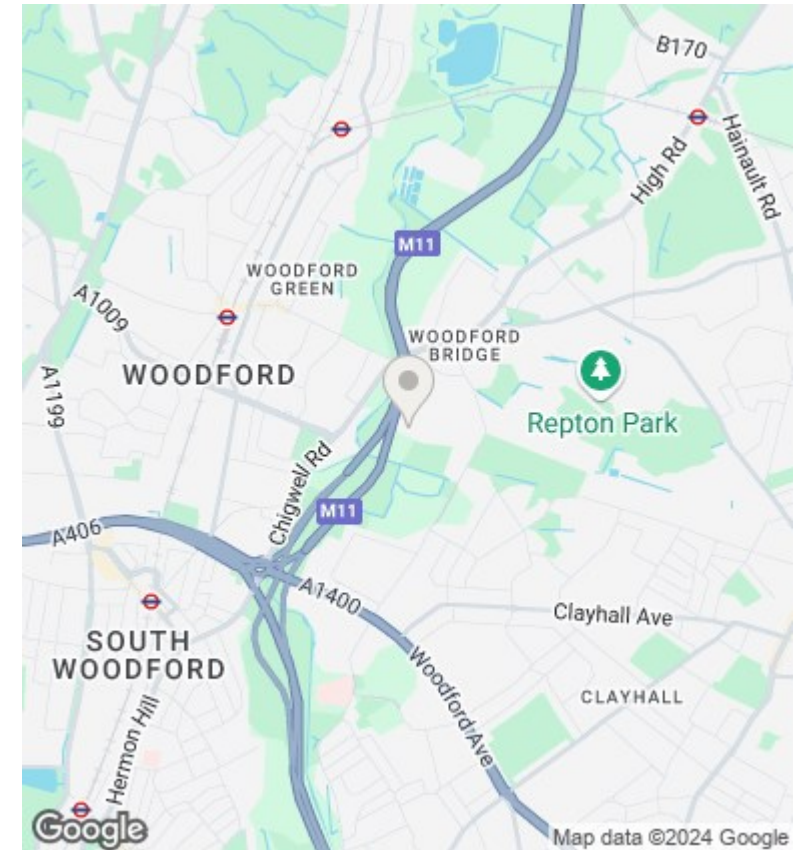 B170
Hainault Rd
High Rd
M11
WOODFORD
GREEN
A1009
WOODFORD
BRIDGE
WOODFORD
A1199
Repton Park
Chigwell Rd
M11
A406
A1400
Clayhall Ave
SOUTH
WOODFORD
Woodford Ave
CLAYHALL
Hermon Hill
Google
Map data ©2024 Google